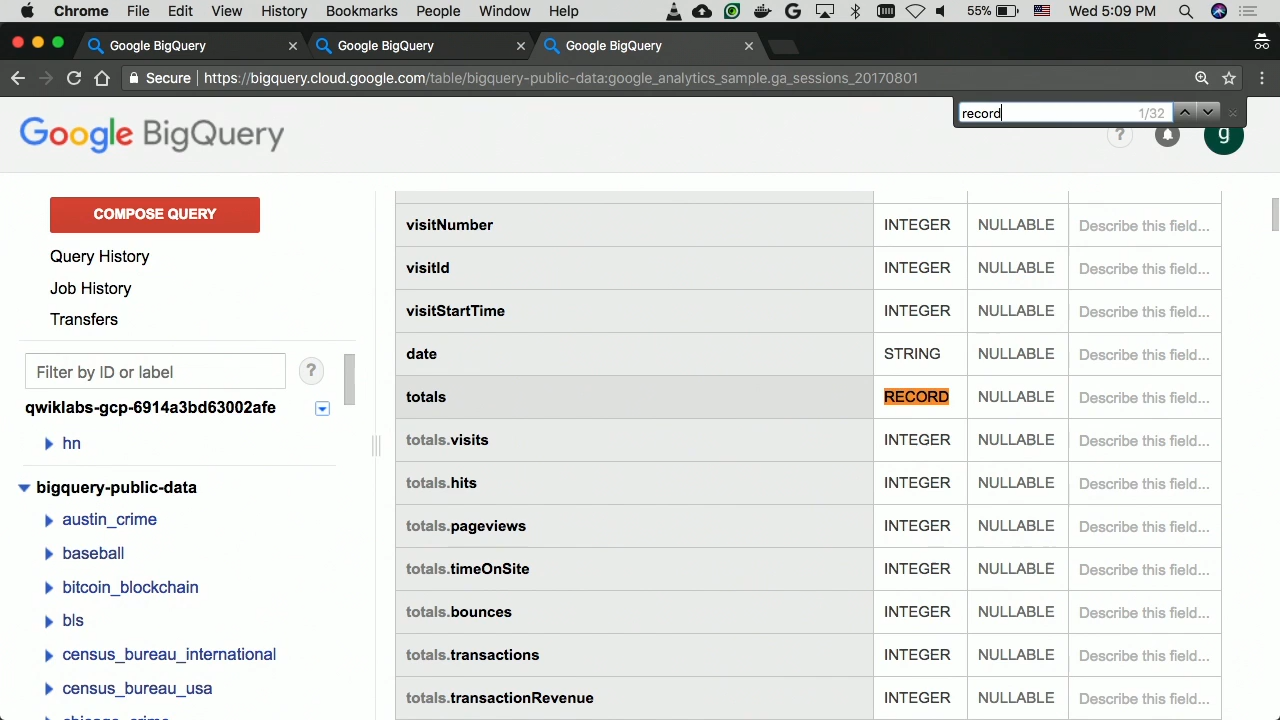 Chrome File Edit View History Bookmarks People Window Help 55% Wed 5:09 PM
Google BigQuery Google BigQuery Google BigQuery
Secure https://bigquery.cloud.google.com/table/bigquery-public-data:google_analytics_sample.ga_sessions_20170801
record 1/32
Google BigQuery ? g
COMPOSE QUERY
Query History
Job History
Transfers
Filter by ID or label ?
qwiklabs-gcp-6914a3bd63002afe
hn
bigquery-public-data
austin_crime
baseball
bitcoin_blockchain
bls
census_bureau_international
census_bureau_usa
chicago_crime
visitNumber INTEGER NULLABLE Describe this field...
visitId INTEGER NULLABLE Describe this field...
visitStartTime INTEGER NULLABLE Describe this field...
date STRING NULLABLE Describe this field...
totals RECORD NULLABLE Describe this field...
totals.visits INTEGER NULLABLE Describe this field...
totals.hits INTEGER NULLABLE Describe this field...
totals.pageviews INTEGER NULLABLE Describe this field...
totals.timeOnSite INTEGER NULLABLE Describe this field...
totals.bounces INTEGER NULLABLE Describe this field...
totals.transactions INTEGER NULLABLE Describe this field...
totals.transactionRevenue INTEGER NULLABLE Describe this field...